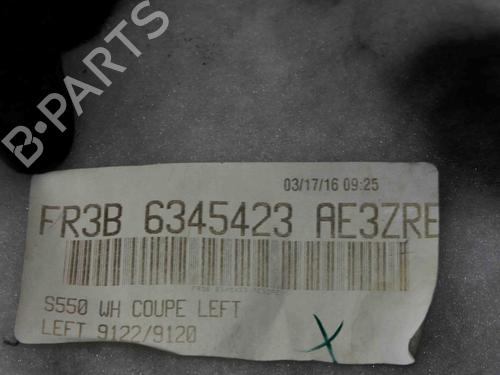 B-PARTS
03/17/16 09:25
FR3B 6345423 AE3ZRE
S550 WH COUPE LEFT
LEFT 9122/9120
X